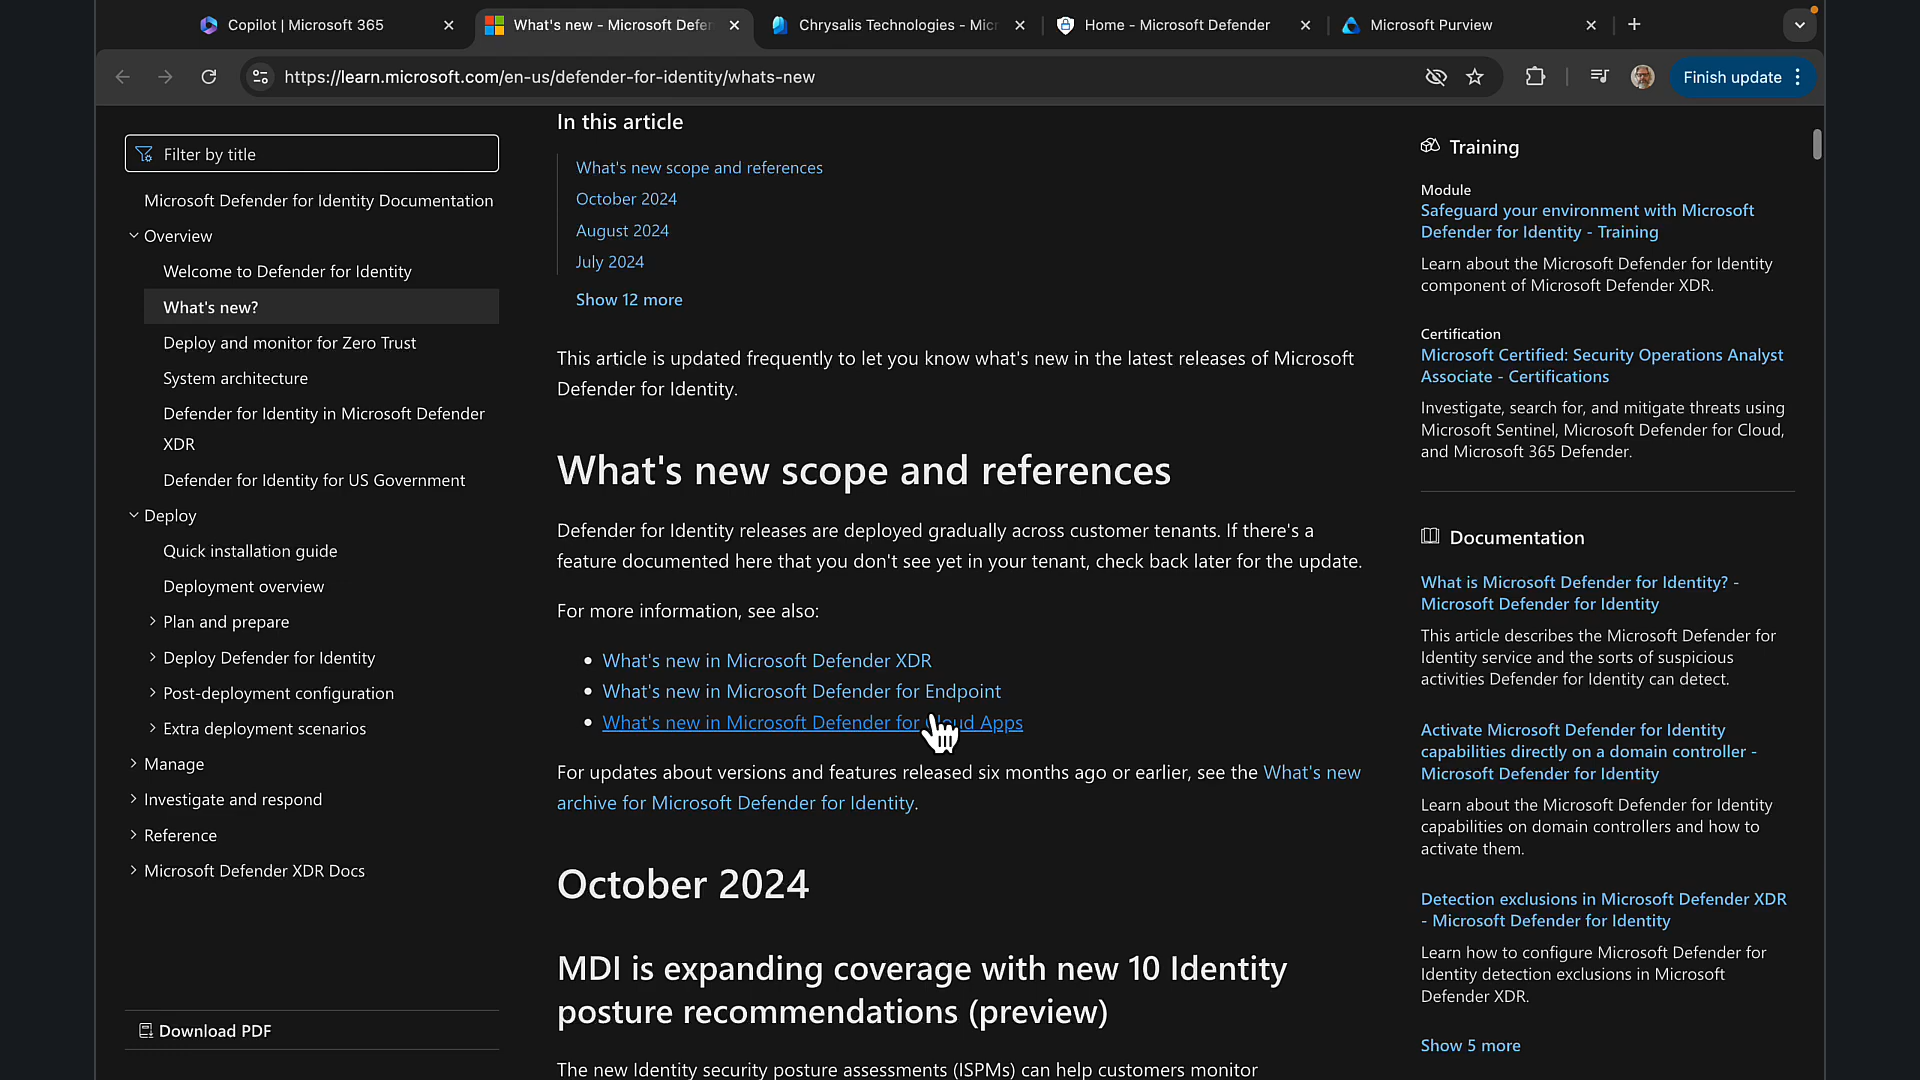 Copilot | Microsoft 365
What's new - Microsoft Defen
Chrysalis Technologies - Micr
Home - Microsoft Defender
Microsoft Purview
https://learn.microsoft.com/en-us/defender-for-identity/whats-new
Finish update
Filter by title
Microsoft Defender for Identity Documentation
Overview
Welcome to Defender for Identity
What's new?
Deploy and monitor for Zero Trust
System architecture
Defender for Identity in Microsoft Defender
XDR
Defender for Identity for US Government
Deploy
Quick installation guide
Deployment overview
Plan and prepare
Deploy Defender for Identity
Post-deployment configuration
Extra deployment scenarios
Manage
Investigate and respond
Reference
Microsoft Defender XDR Docs
Download PDF
In this article
What's new scope and references
October 2024
August 2024
July 2024
Show 12 more
This article is updated frequently to let you know what's new in the latest releases of Microsoft
Defender for Identity.
What's new scope and references
Defender for Identity releases are deployed gradually across customer tenants. If there's a
feature documented here that you don't see yet in your tenant, check back later for the update.
For more information, see also:
• What's new in Microsoft Defender XDR
• What's new in Microsoft Defender for Endpoint
• What's new in Microsoft Defender for Cloud Apps
For updates about versions and features released six months ago or earlier, see the What's new
archive for Microsoft Defender for Identity.
October 2024
MDI is expanding coverage with new 10 Identity
posture recommendations (preview)
The new Identity security posture assessments (ISPMs) can help customers monitor
Training
Module
Safeguard your environment with Microsoft
Defender for Identity - Training
Learn about the Microsoft Defender for Identity
component of Microsoft Defender XDR.
Certification
Microsoft Certified: Security Operations Analyst
Associate - Certifications
Investigate, search for, and mitigate threats using
Microsoft Sentinel, Microsoft Defender for Cloud,
and Microsoft 365 Defender.
Documentation
What is Microsoft Defender for Identity? -
Microsoft Defender for Identity
This article describes the Microsoft Defender for
Identity service and the sorts of suspicious
activities Defender for Identity can detect.
Activate Microsoft Defender for Identity
capabilities directly on a domain controller -
Microsoft Defender for Identity
Learn about the Microsoft Defender for Identity
capabilities on domain controllers and how to
activate them.
Detection exclusions in Microsoft Defender XDR
- Microsoft Defender for Identity
Learn how to configure Microsoft Defender for
Identity detection exclusions in Microsoft
Defender XDR.
Show 5 more